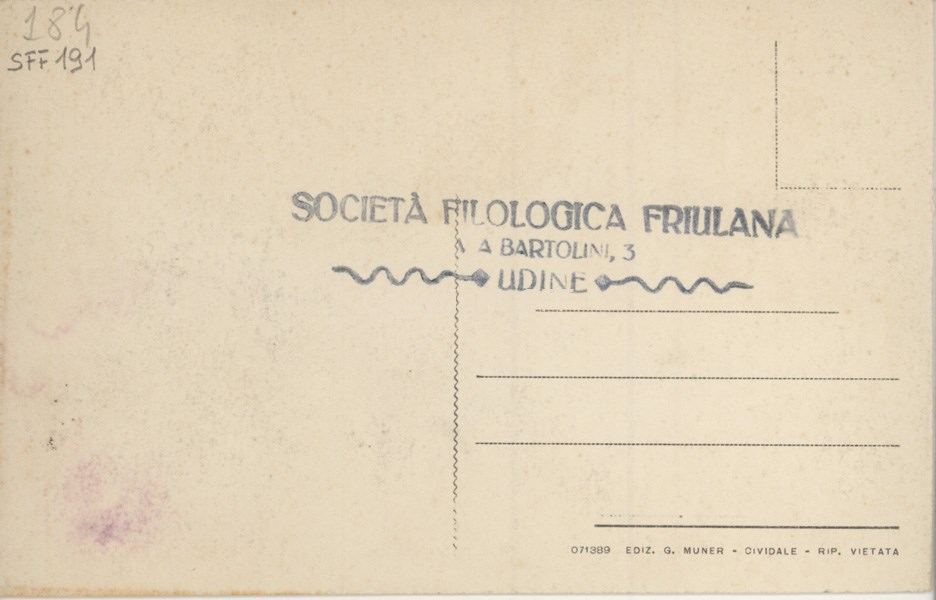 184
SFF 191
SOCIETÀ FILOLOGICA FRIULANA
A BARTOLINI, 3
UDINE
071389 EDIZ. G. MUNER - CIVIDALE - RIP. VIETATA